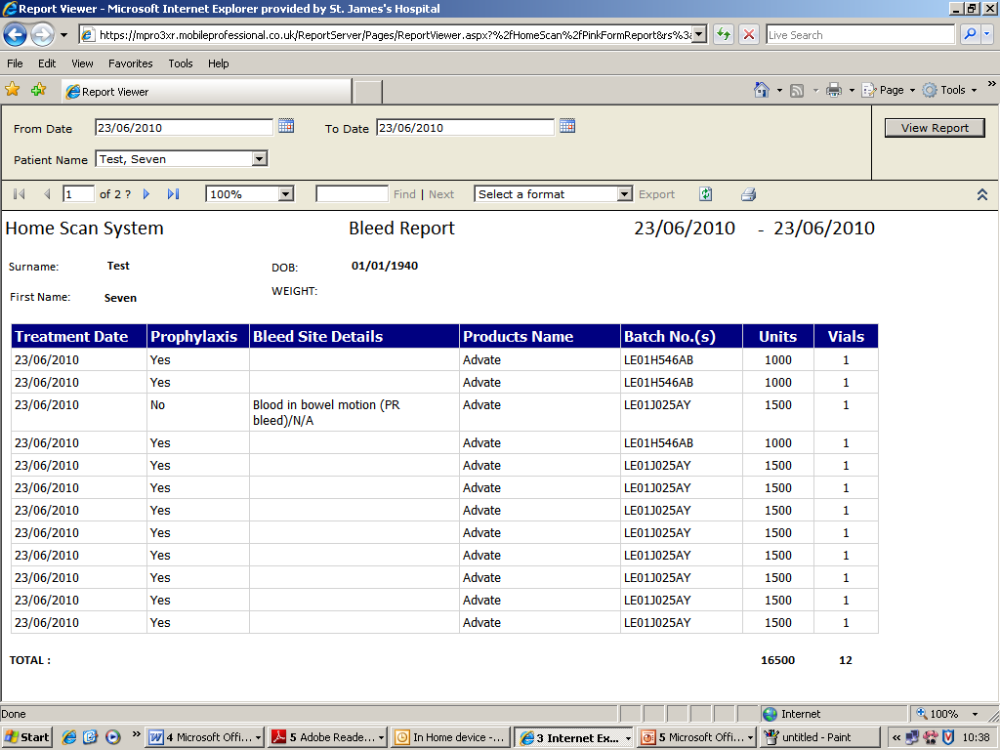 Report Viewer - Microsoft Internet Explorer provided by St. James's Hospital
https://mpro3xr.mobileprofessional.co.uk/ReportServer/Pages/ReportViewer.aspx?%2fHomeScan%2fPinkFormReport&rs%3a Live Search
File Edit View Favorites Tools Help
Report Viewer Page Tools »
From Date 23/06/2010 To Date 23/06/2010 View Report
Patient Name Test, Seven
1 of 2 ? 100% Find | Next Select a format Export
Home Scan System Bleed Report 23/06/2010 - 23/06/2010
Surname: Test DOB: 01/01/1940
WEIGHT:
First Name: Seven
Treatment Date Prophylaxis Bleed Site Details Products Name Batch No.(s) Units Vials
23/06/2010 Yes Advate LE01H546AB 1000 1
23/06/2010 Yes Advate LE01H546AB 1000 1
23/06/2010 No Blood in bowel motion (PR Advate LE01J025AY 1500 1
bleed)/N/A
23/06/2010 Yes Advate LE01H546AB 1000 1
23/06/2010 Yes Advate LE01J025AY 1500 1
23/06/2010 Yes Advate LE01J025AY 1500 1
23/06/2010 Yes Advate LE01J025AY 1500 1
23/06/2010 Yes Advate LE01J025AY 1500 1
23/06/2010 Yes Advate LE01J025AY 1500 1
23/06/2010 Yes Advate LE01J025AY 1500 1
23/06/2010 Yes Advate LE01J025AY 1500 1
23/06/2010 Yes Advate LE01J025AY 1500 1
TOTAL : 16500 12
Done Internet 100%
Start » 4 Microsoft Offi... 5 Adobe Reade... In Home device -... 3 Internet Ex... 5 Microsoft Offi... untitled - Paint « 10:38